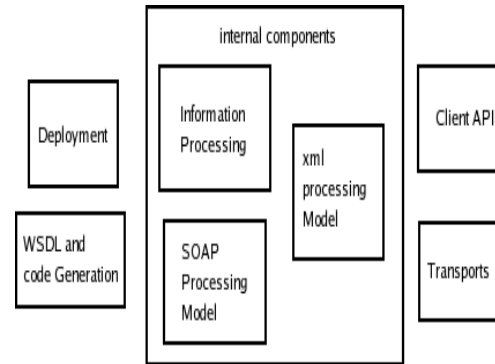 internal components
Deployment
Information
Processing
xml
processing
Model
Client API
WSDL and
code Generation
SOAP
Processing
Model
Transports